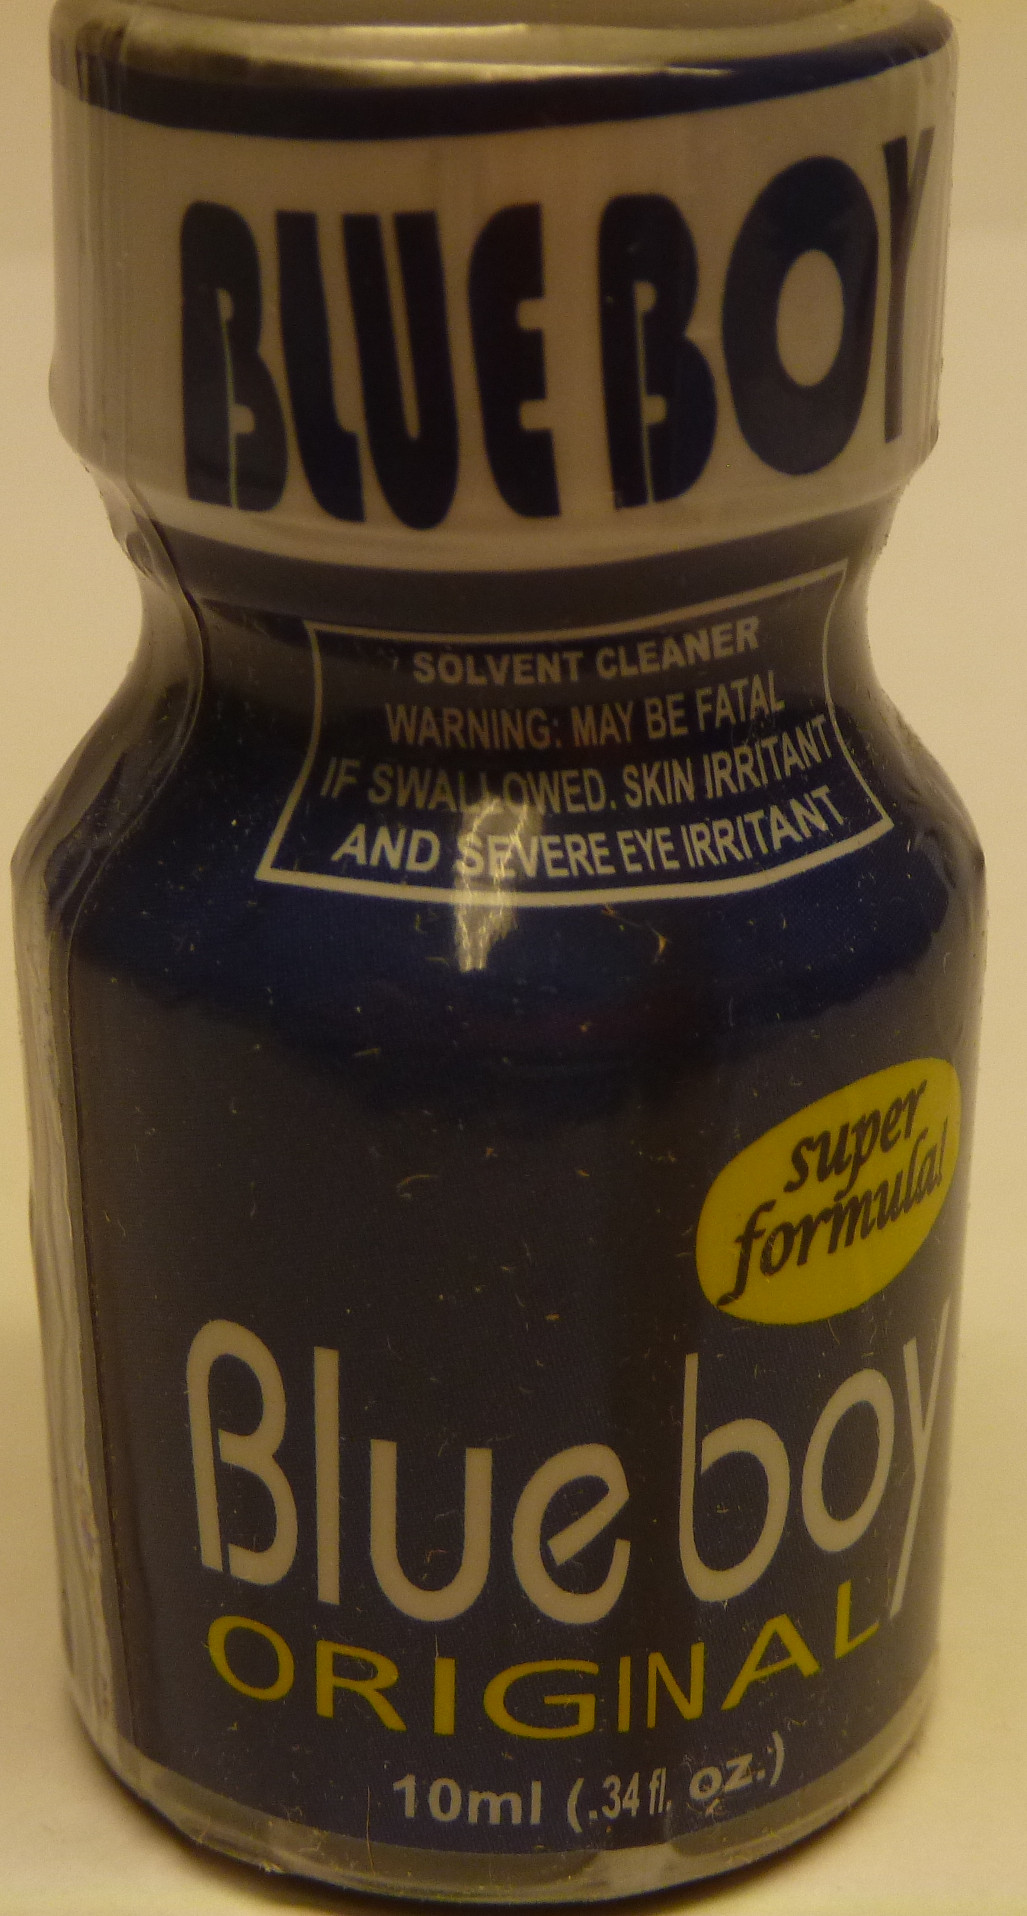 BLUE BOY
SOLVENT CLEANER
WARNING: MAY BE FATAL
IF SWALLOWED. SKIN IRRITANT
AND SEVERE EYE IRRITANT
super
formula!
Blue boy
ORIGINAL
10ml (.34 fl. oz.)